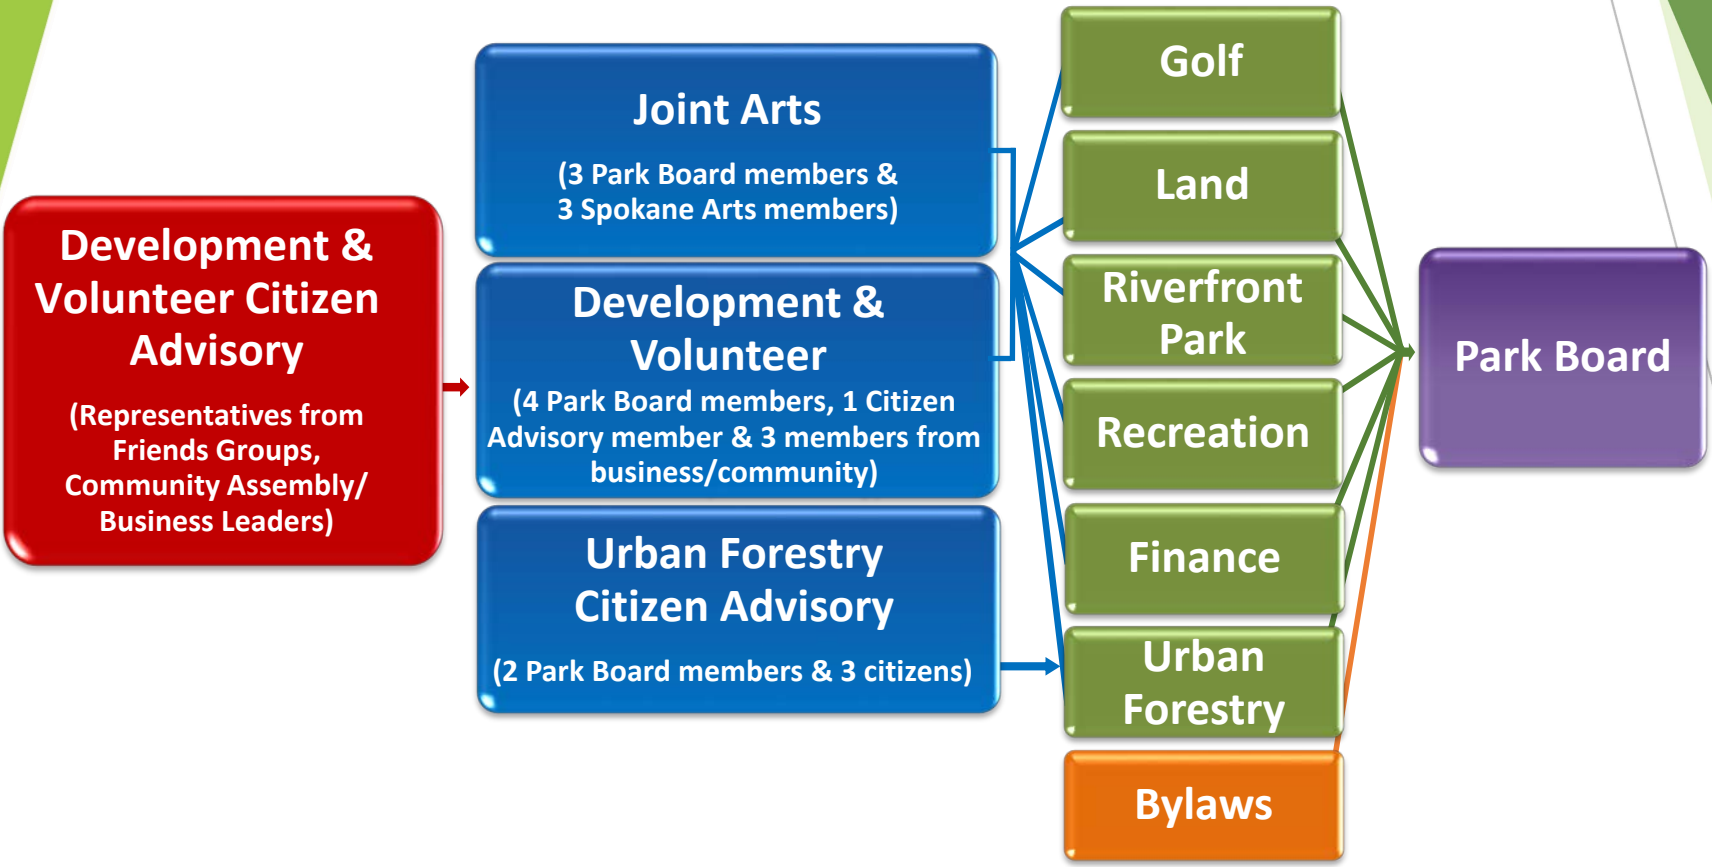 Development &
Volunteer Citizen
Advisory
(Representatives from
Friends Groups,
Community Assembly/
Business Leaders)
Joint Arts
(3 Park Board members &
3 Spokane Arts members)
Development &
Volunteer
(4 Park Board members, 1 Citizen
Advisory member & 3 members from
business/community)
Urban Forestry
Citizen Advisory
(2 Park Board members & 3 citizens)
Golf
Land
Riverfront
Park
Recreation
Finance
Urban
Forestry
Bylaws
Park Board